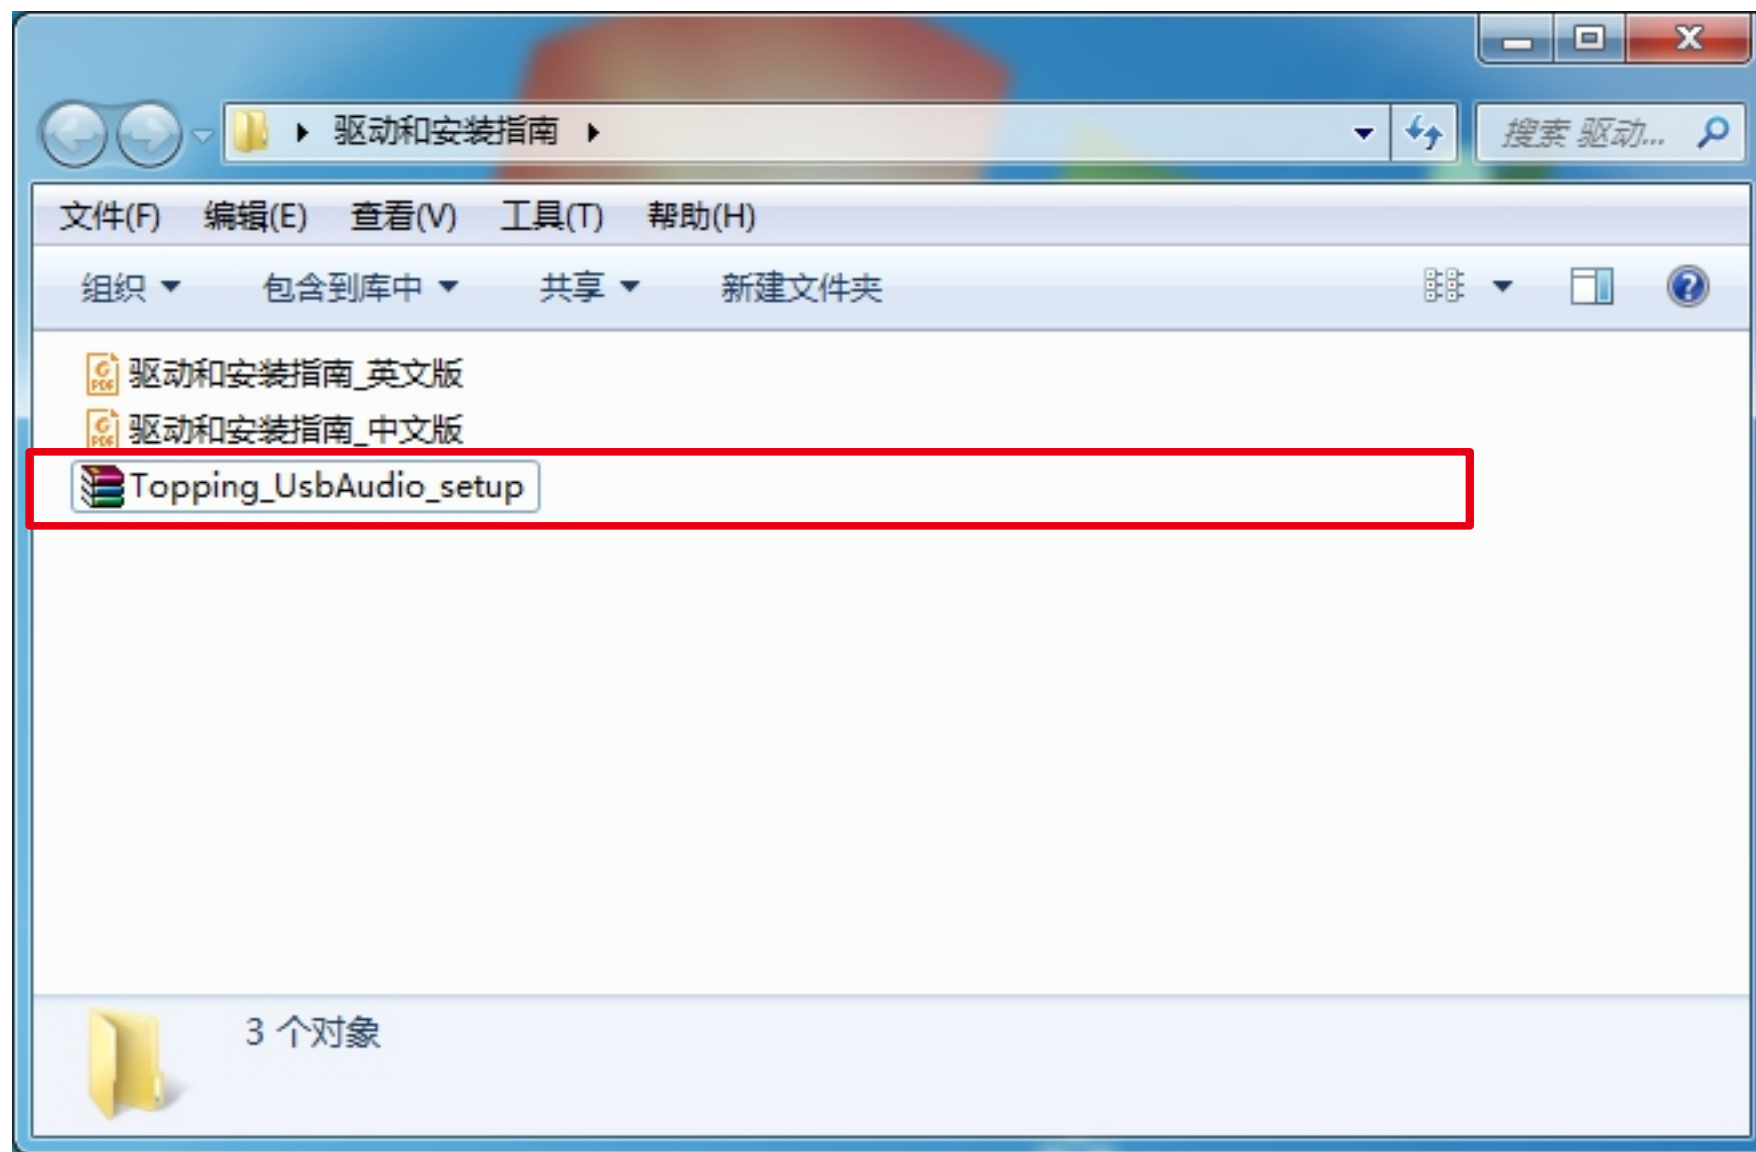 驱动和安装指南
搜索 驱动...
文件(F) 编辑(E) 查看(V) 工具(T) 帮助(H)
组织 包含到库中 共享 新建文件夹
驱动和安装指南_英文版
驱动和安装指南_中文版
Topping_UsbAudio_setup
3 个对象